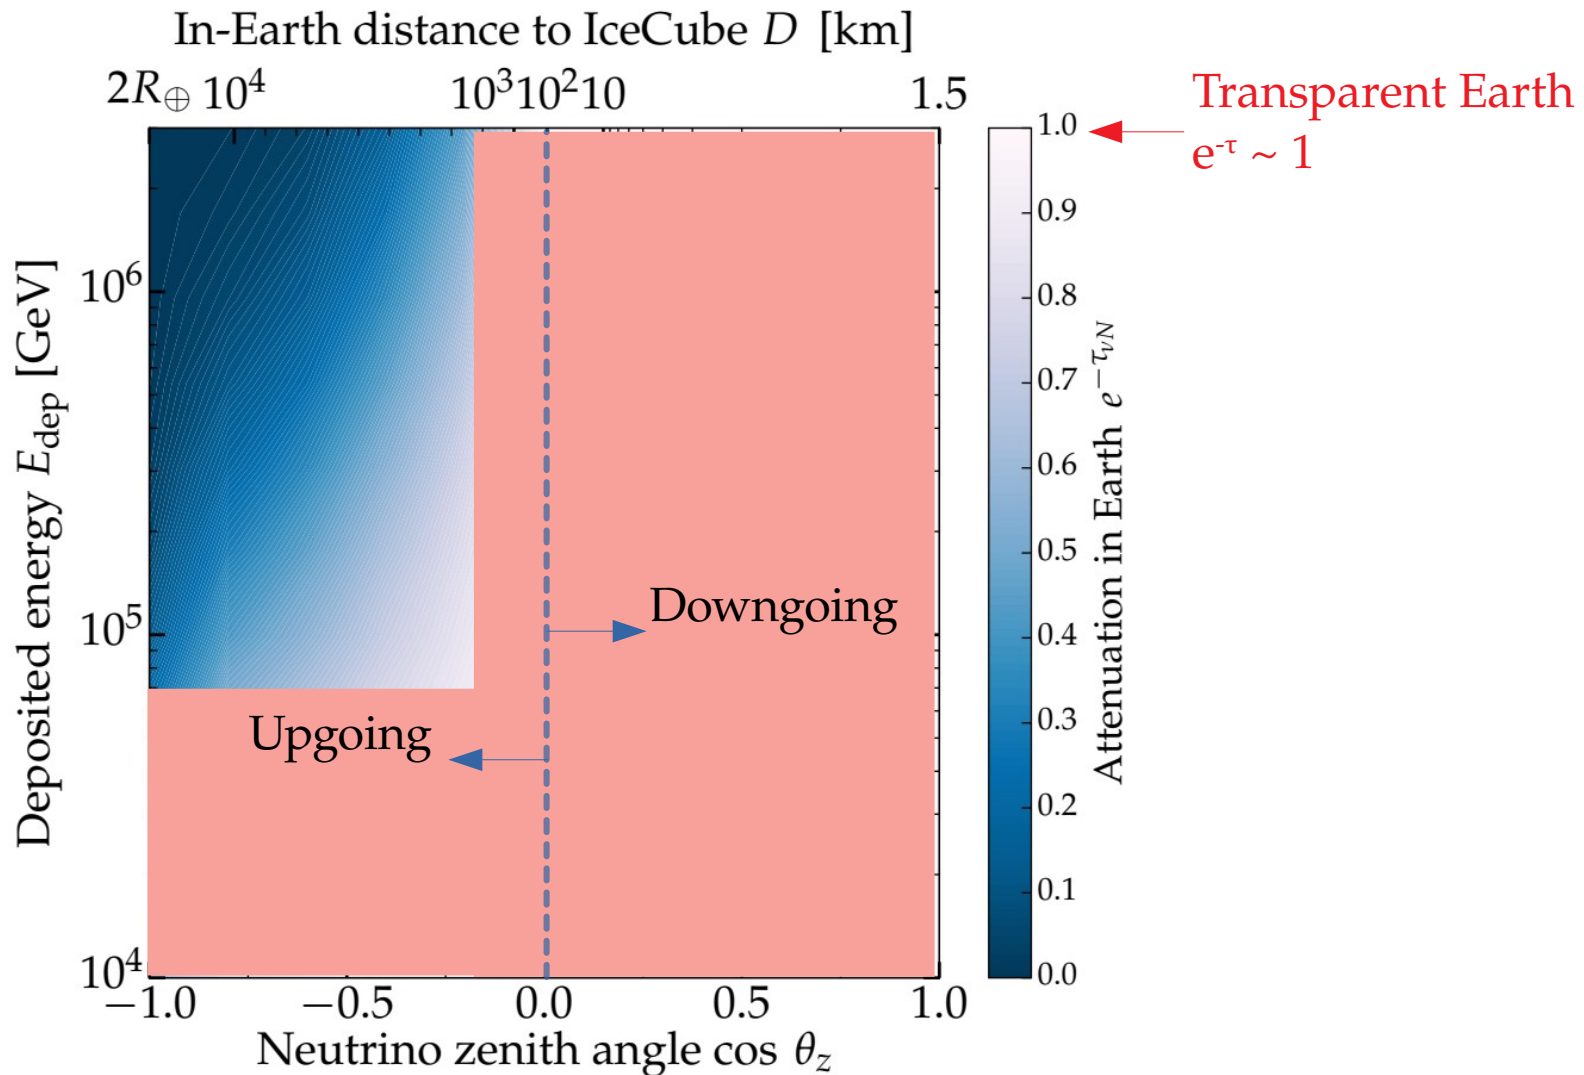 In-Earth distance to IceCube D [km]
2R⊕ 10⁴ 10³10²10 1.5
Transparent Earth
e^-τ ~ 1
1.0
0.9
0.8
0.7
0.6
0.5
0.4
0.3
0.2
0.1
0.0
Attenuation in Earth e^−τ_νN
Deposited energy E_dep [GeV]
10⁶
10⁵
10⁴
Downgoing
Upgoing
−1.0 −0.5 0.0 0.5 1.0
Neutrino zenith angle cos θ_z